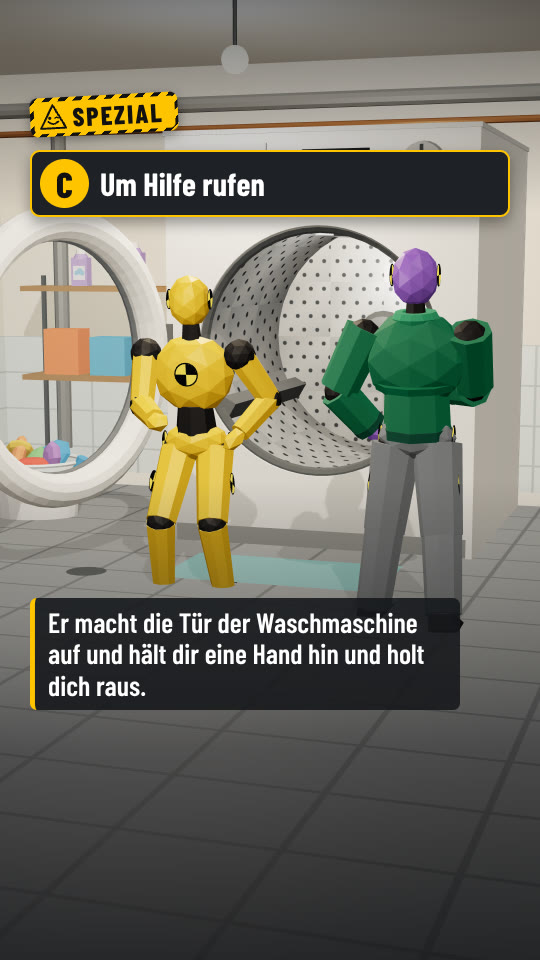 SPEZIAL
C Um Hilfe rufen
Er macht die Tür der Waschmaschine
auf und hält dir eine Hand hin und holt
dich raus.